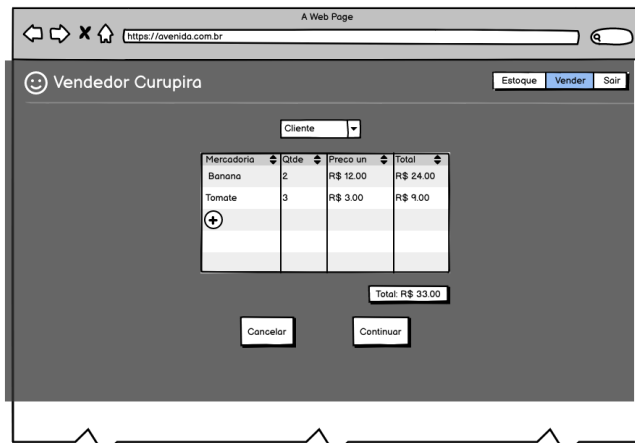 A Web Page
https://avenida.com.br
Vendedor Curupira
Estoque Vender Sair
Cliente
Mercadoria Qtde Preco un Total
Banana 2 R$ 12.00 R$ 24.00
Tomate 3 R$ 3.00 R$ 9.00
Total: R$ 33.00
Cancelar Continuar